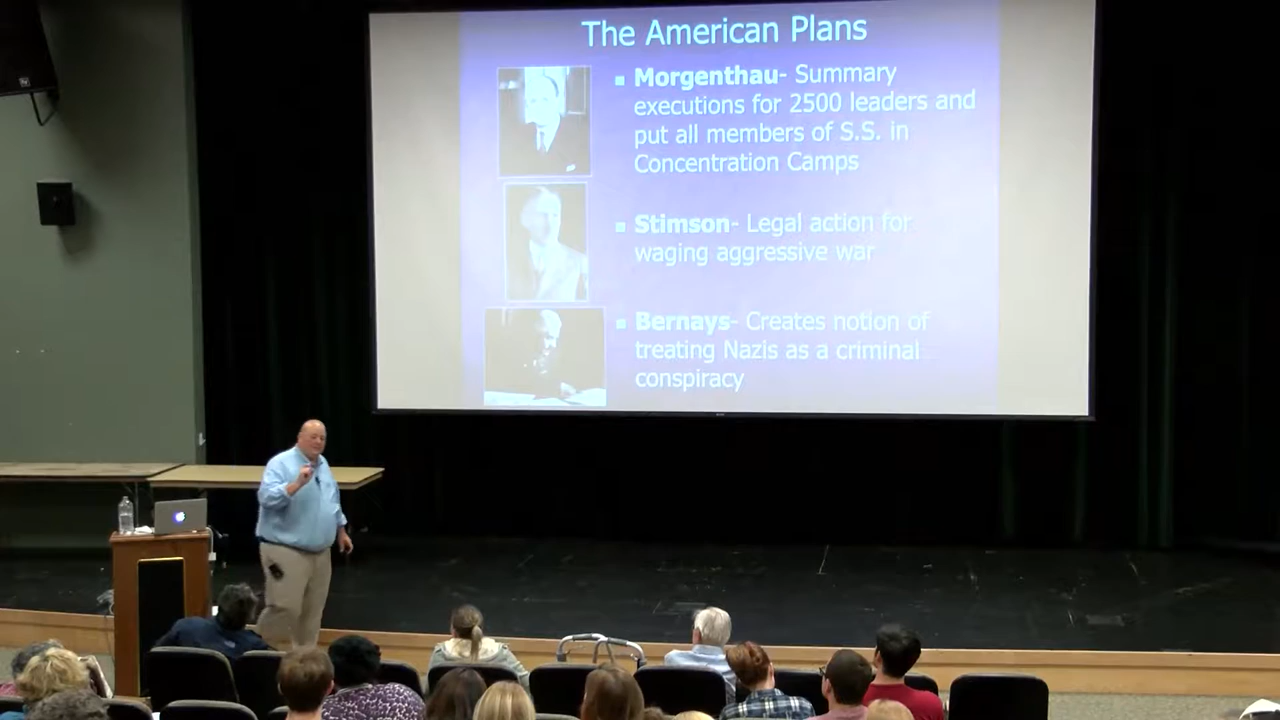 The American Plans
▪ Morgenthau- Summary
executions for 2500 leaders and
put all members of S.S. in
Concentration Camps
▪ Stimson- Legal action for
waging aggressive war
▪ Bernays- Creates notion of
treating Nazis as a criminal
conspiracy